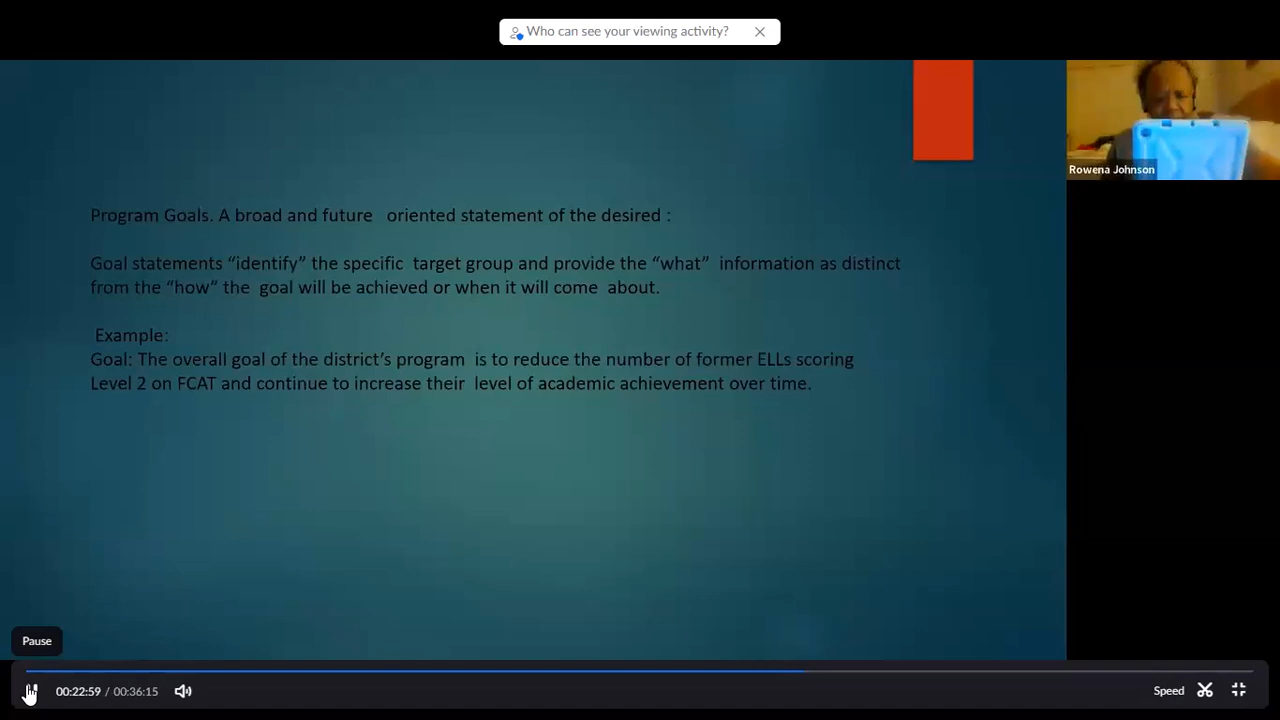 Who can see your viewing activity?
Rowena Johnson
Program Goals. A broad and future oriented statement of the desired :
Goal statements “identify” the specific target group and provide the “what” information as distinct
from the “how” the goal will be achieved or when it will come about.
Example:
Goal: The overall goal of the district’s program is to reduce the number of former ELLs scoring
Level 2 on FCAT and continue to increase their level of academic achievement over time.
Pause
00:22:59 / 00:36:15
Speed